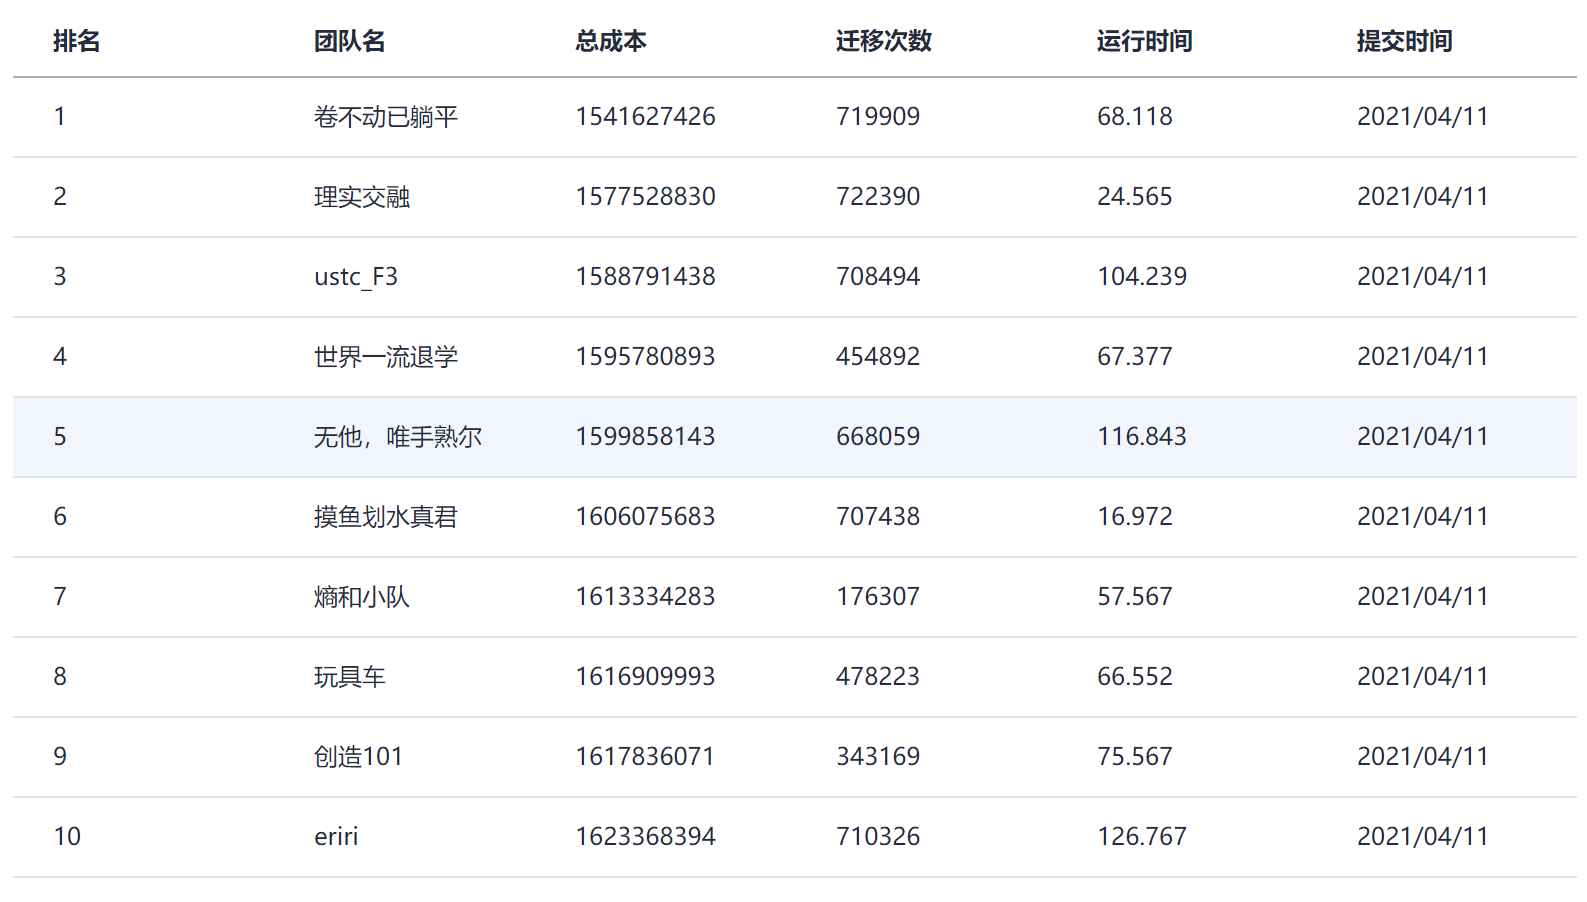 排名 团队名 总成本 迁移次数 运行时间 提交时间
1 卷不动已躺平 1541627426 719909 68.118 2021/04/11
2 理实交融 1577528830 722390 24.565 2021/04/11
3 ustc_F3 1588791438 708494 104.239 2021/04/11
4 世界一流退学 1595780893 454892 67.377 2021/04/11
5 无他，唯手熟尔 1599858143 668059 116.843 2021/04/11
6 摸鱼划水真君 1606075683 707438 16.972 2021/04/11
7 熵和小队 1613334283 176307 57.567 2021/04/11
8 玩具车 1616909993 478223 66.552 2021/04/11
9 创造101 1617836071 343169 75.567 2021/04/11
10 eriri 1623368394 710326 126.767 2021/04/11